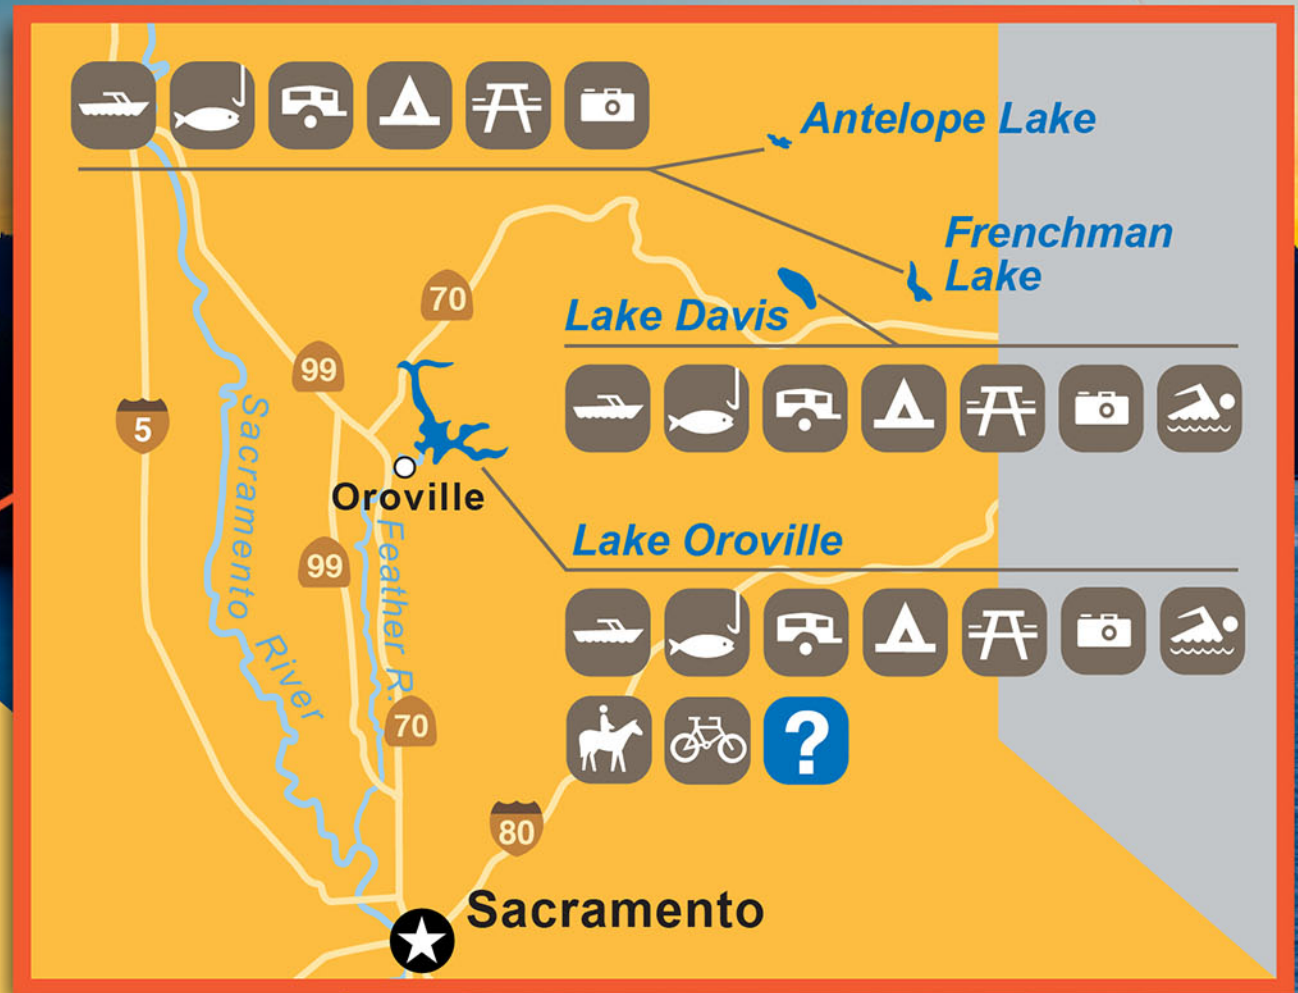 Antelope Lake
Frenchman
Lake
70
Lake Davis
99
5
Sacramento River
Oroville
Lake Oroville
99
Feather R.
70
?
80
Sacramento